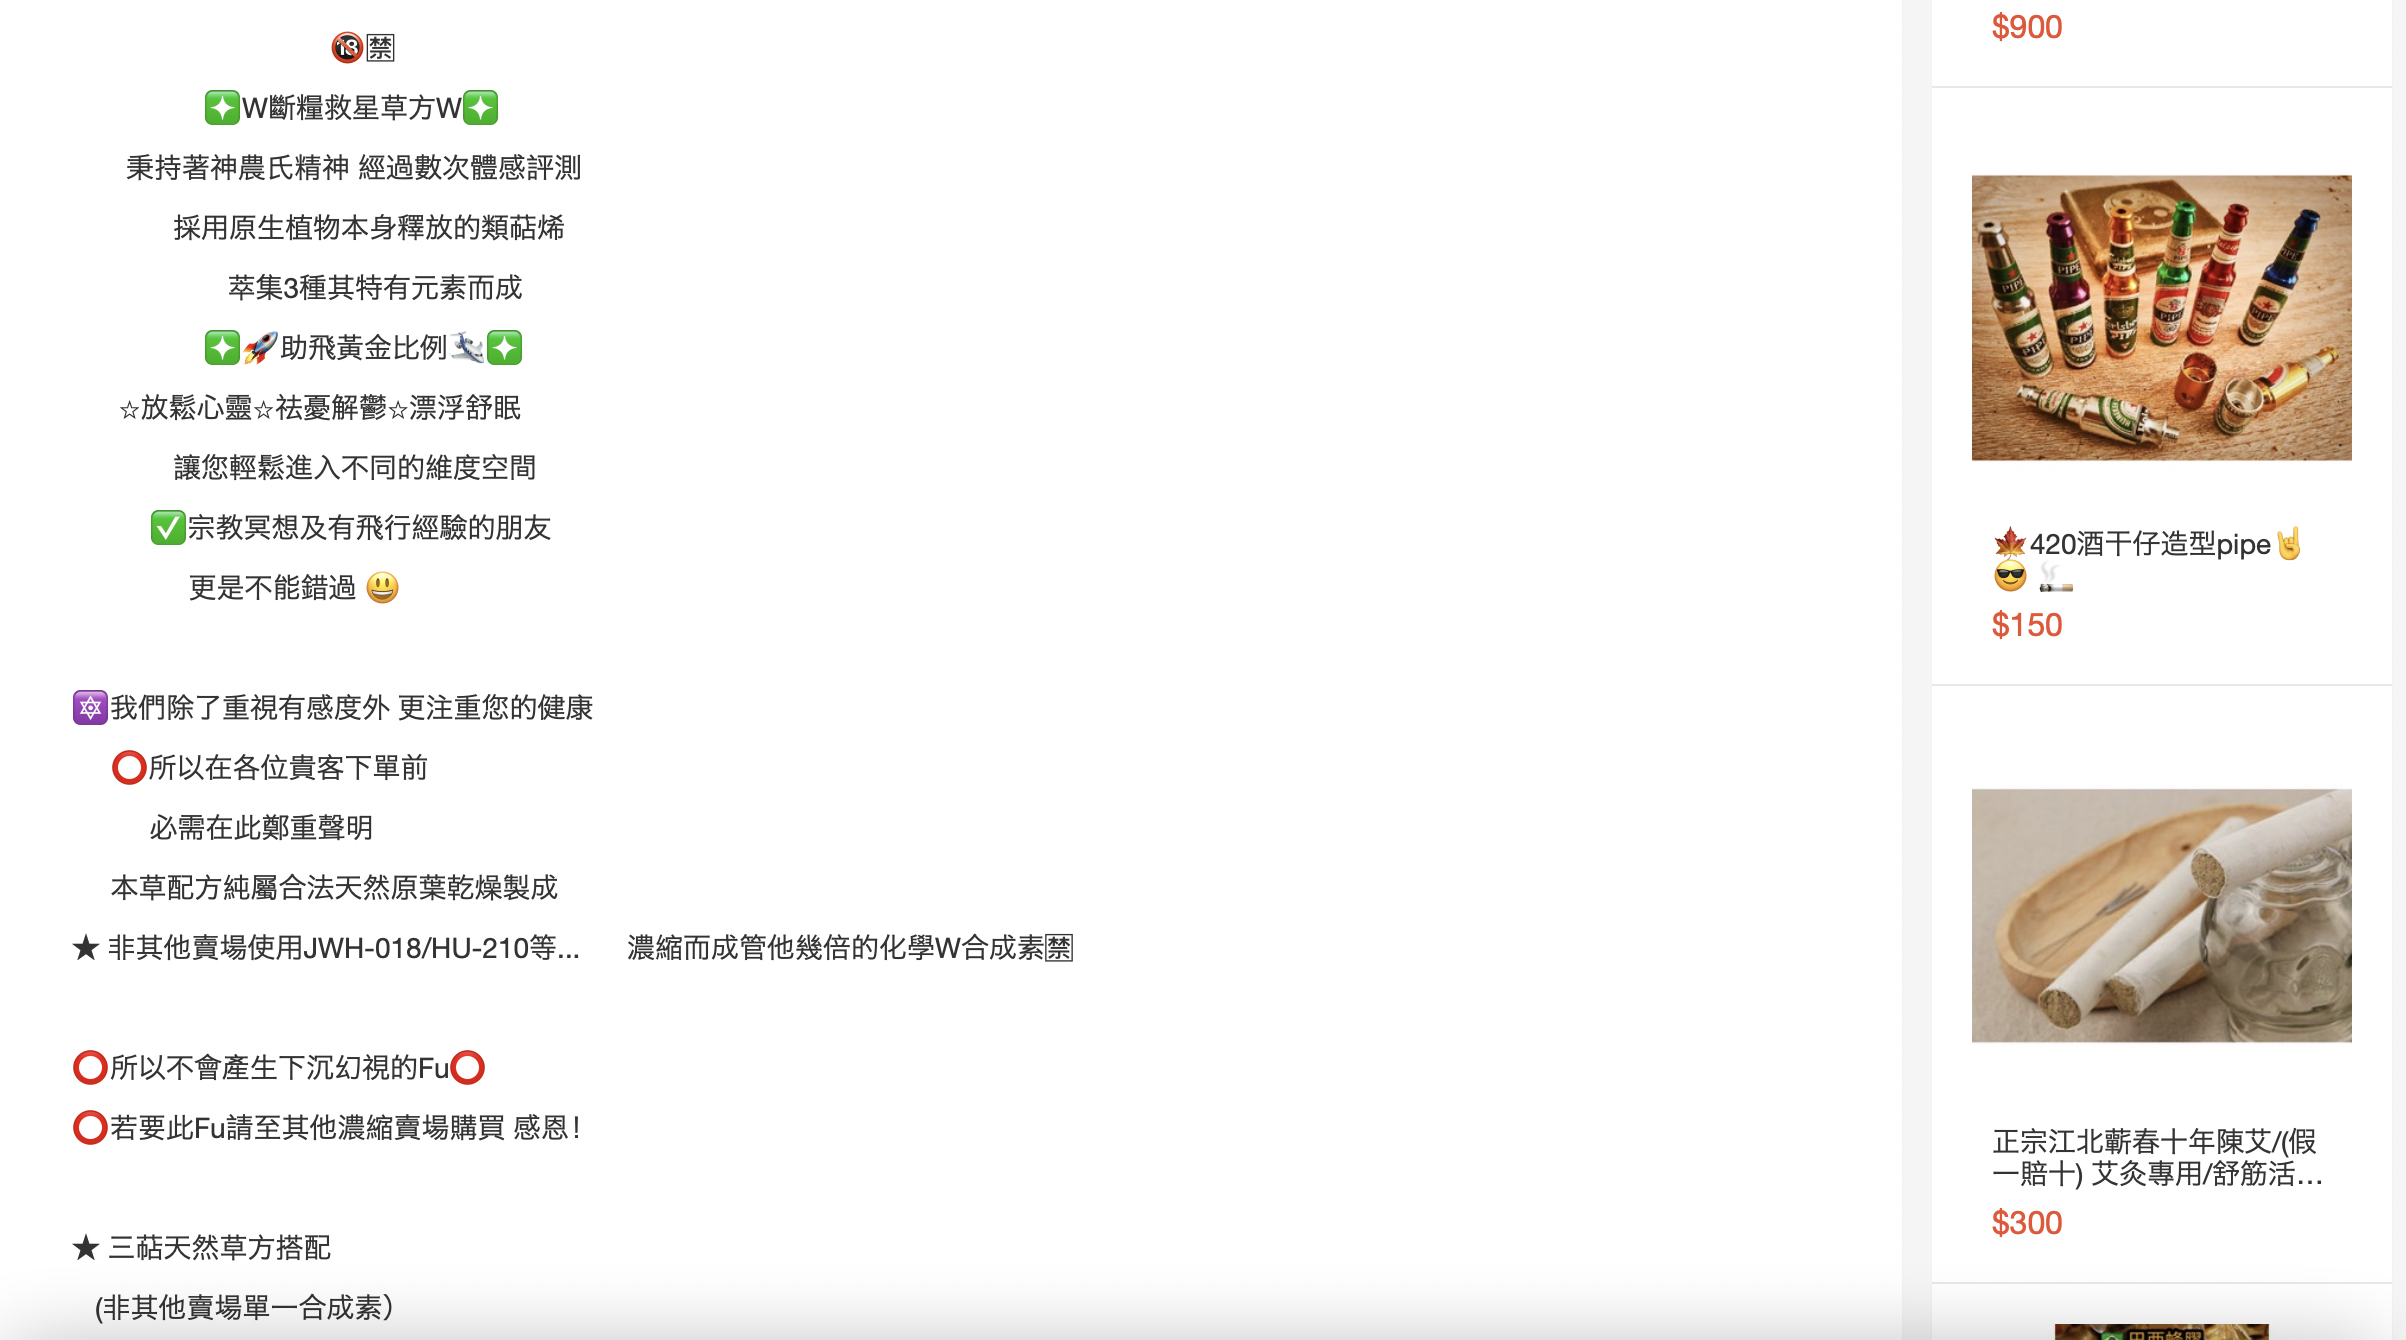 🔞🈲
❇️W斷糧救星草方W❇️
秉持著神農氏精神 經過數次體感評測
採用原生植物本身釋放的類萜烯
萃集3種其特有元素而成
❇️🚀助飛黃金比例🛬❇️
☆放鬆心靈☆祛憂解鬱☆漂浮舒眠
讓您輕鬆進入不同的維度空間
✅宗教冥想及有飛行經驗的朋友
更是不能錯過 😃
🔯我們除了重視有感度外 更注重您的健康
⭕所以在各位貴客下單前
必需在此鄭重聲明
本草配方純屬合法天然原葉乾燥製成
★ 非其他賣場使用JWH-018/HU-210等... 濃縮而成管他幾倍的化學W合成素🈲
⭕所以不會產生下沉幻視的Fu⭕
⭕若要此Fu請至其他濃縮賣場購買 感恩！
★ 三萜天然草方搭配
(非其他賣場單一合成素）
$900
PIPE
PIPE
PIPE
PIPE
🍁420酒干仔造型pipe🤘
😎 🚬
$150
正宗江北蘄春十年陳艾/(假
一賠十) 艾灸專用/舒筋活...
$300